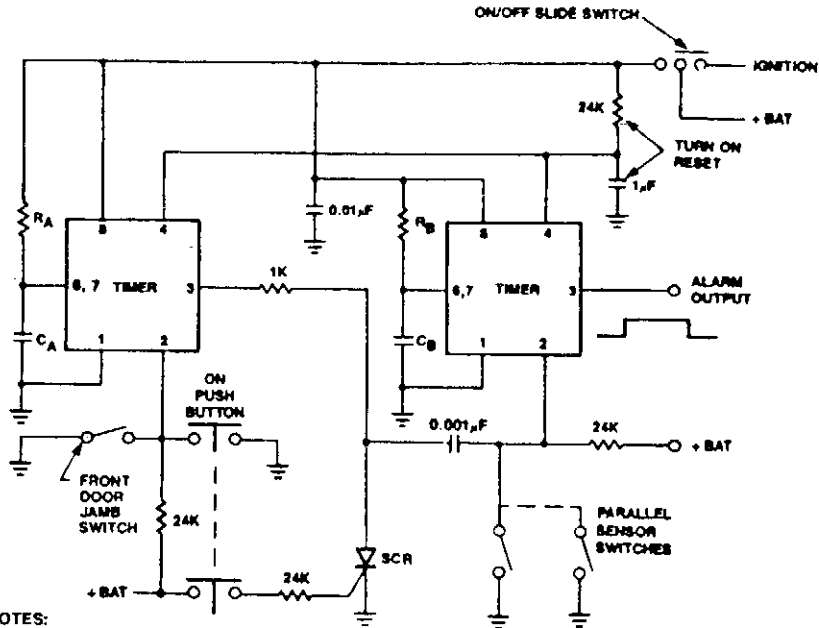 ON/OFF SLIDE SWITCH
IGNITION
+ BAT
24K
TURN ON
RESET
1µF
RA
8
4
0.01µF
RB
8
4
6, 7 TIMER 3
1K
6,7 TIMER 3
ALARM
OUTPUT
CA
1
2
CB
1
2
ON
PUSH
BUTTON
0.001µF
24K
+ BAT
FRONT
DOOR
JAMB
SWITCH
24K
PARALLEL
SENSOR
SWITCHES
SCR
+ BAT
24K
OTES: